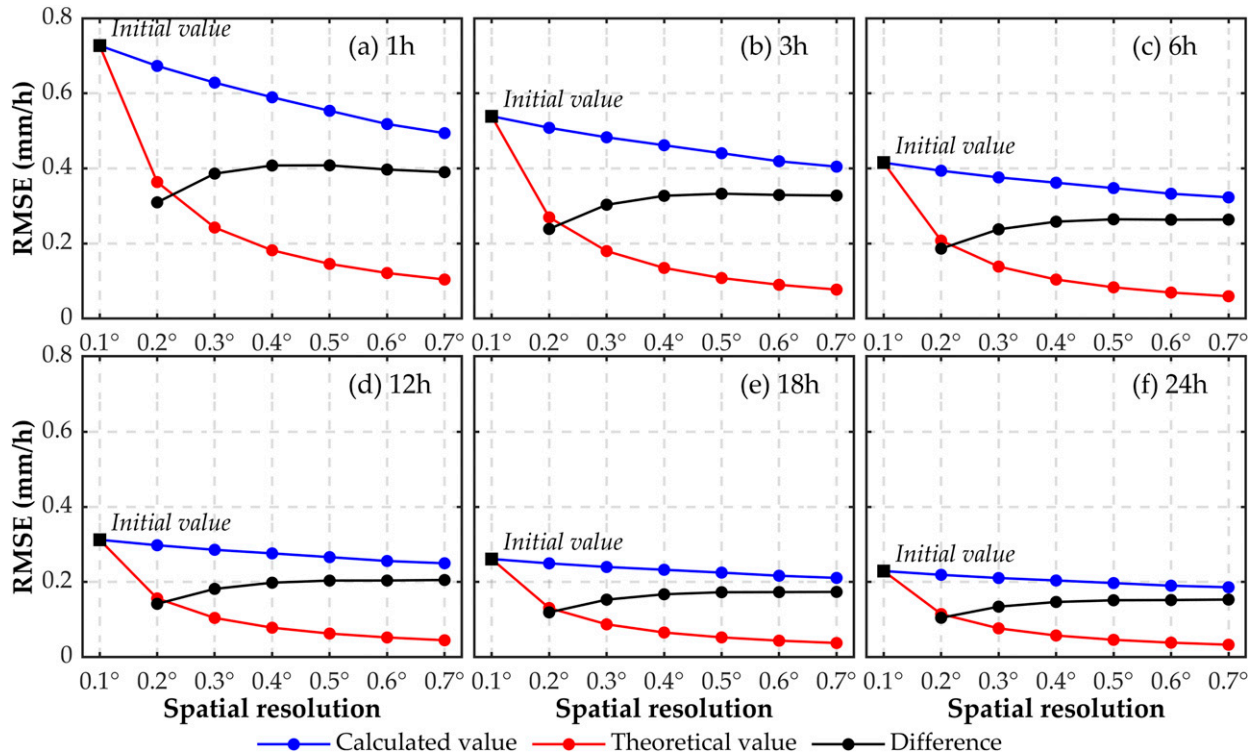 0.8
0.6
0.4
0.2
0
RMSE (mm/h)
Initial value
(a) 1h
0.1° 0.2° 0.3° 0.4° 0.5° 0.6° 0.7°
Initial value
(b) 3h
0.1° 0.2° 0.3° 0.4° 0.5° 0.6° 0.7°
Initial value
(c) 6h
0.1° 0.2° 0.3° 0.4° 0.5° 0.6° 0.7°
0.8
0.6
0.4
0.2
0
RMSE (mm/h)
Initial value
(d) 12h
0.1° 0.2° 0.3° 0.4° 0.5° 0.6° 0.7°
Spatial resolution
Initial value
(e) 18h
0.1° 0.2° 0.3° 0.4° 0.5° 0.6° 0.7°
Spatial resolution
Initial value
(f) 24h
0.1° 0.2° 0.3° 0.4° 0.5° 0.6° 0.7°
Spatial resolution
Calculated value Theoretical value Difference